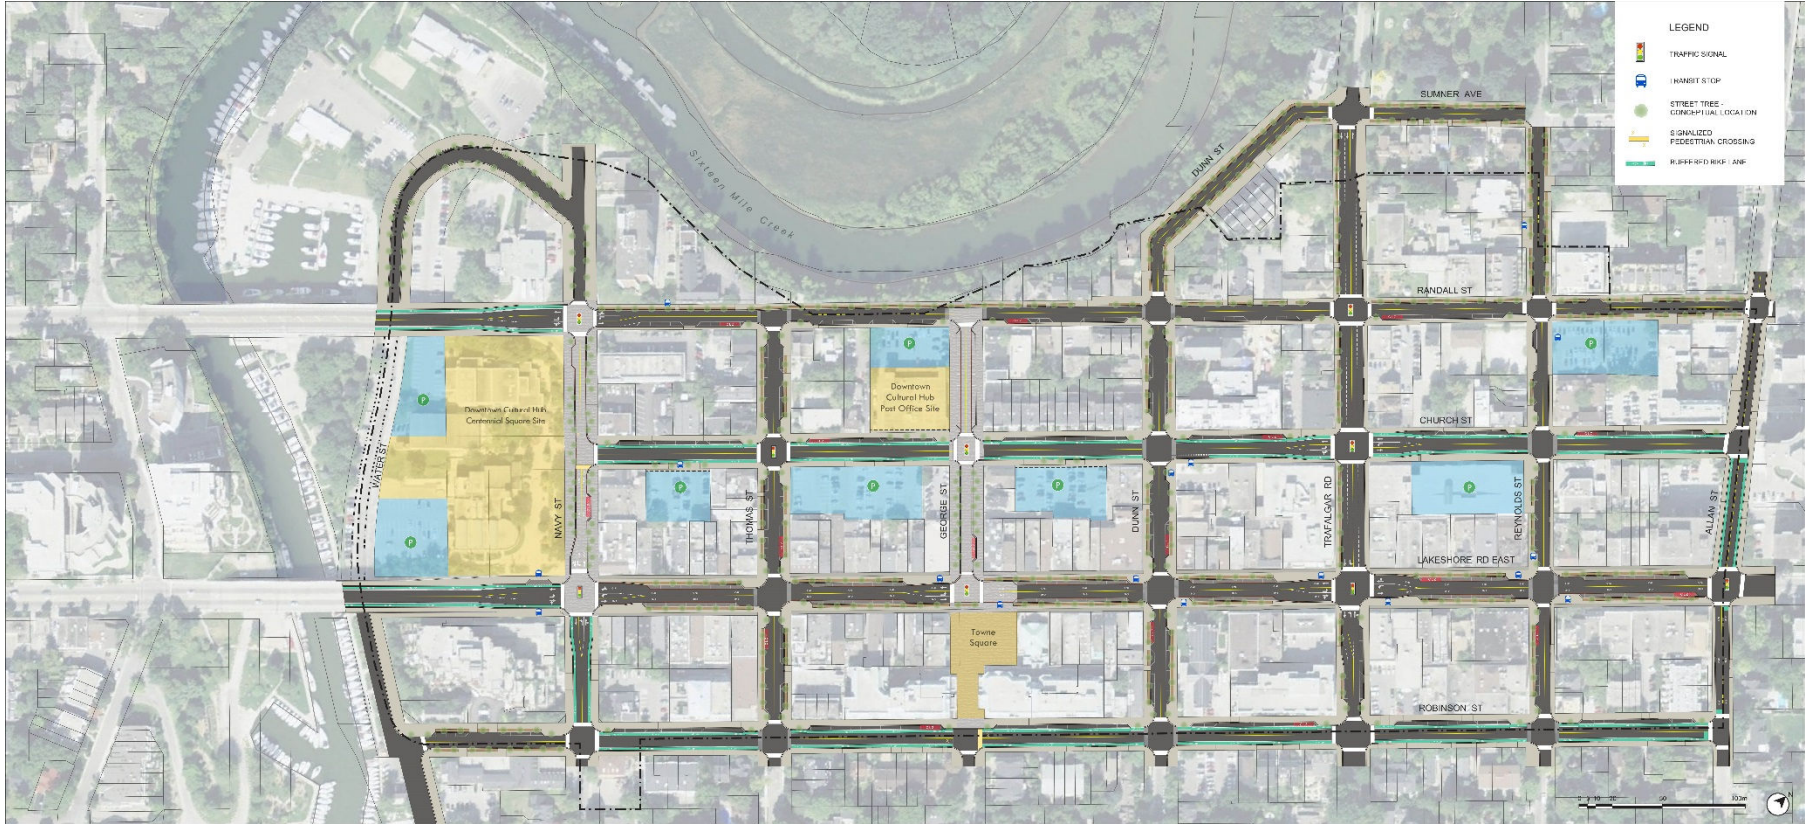 LEGEND
TRAFFIC SIGNAL
TRANSIT STOP
STREET TREE -
CONCEPTUAL LOCATION
SIGNALIZED
PEDESTRIAN CROSSING
BUFFERED BIKE LANE
SUMNER AVE
DUNN ST
Sixteen Mile Creek
RANDALL ST
P
P
P
Downtown
Cultural Hub
Post Office Site
Downtown Cultural Hub
Centennial Square Site
CHURCH ST
WATER ST
P
P
P
P
P
NAVY ST
THOMAS ST
GEORGE ST
DUNN ST
TRAFALGAR RD
REYNOLDS ST
ALLAN ST
LAKESHORE RD EAST
Towne
Square
ROBINSON ST